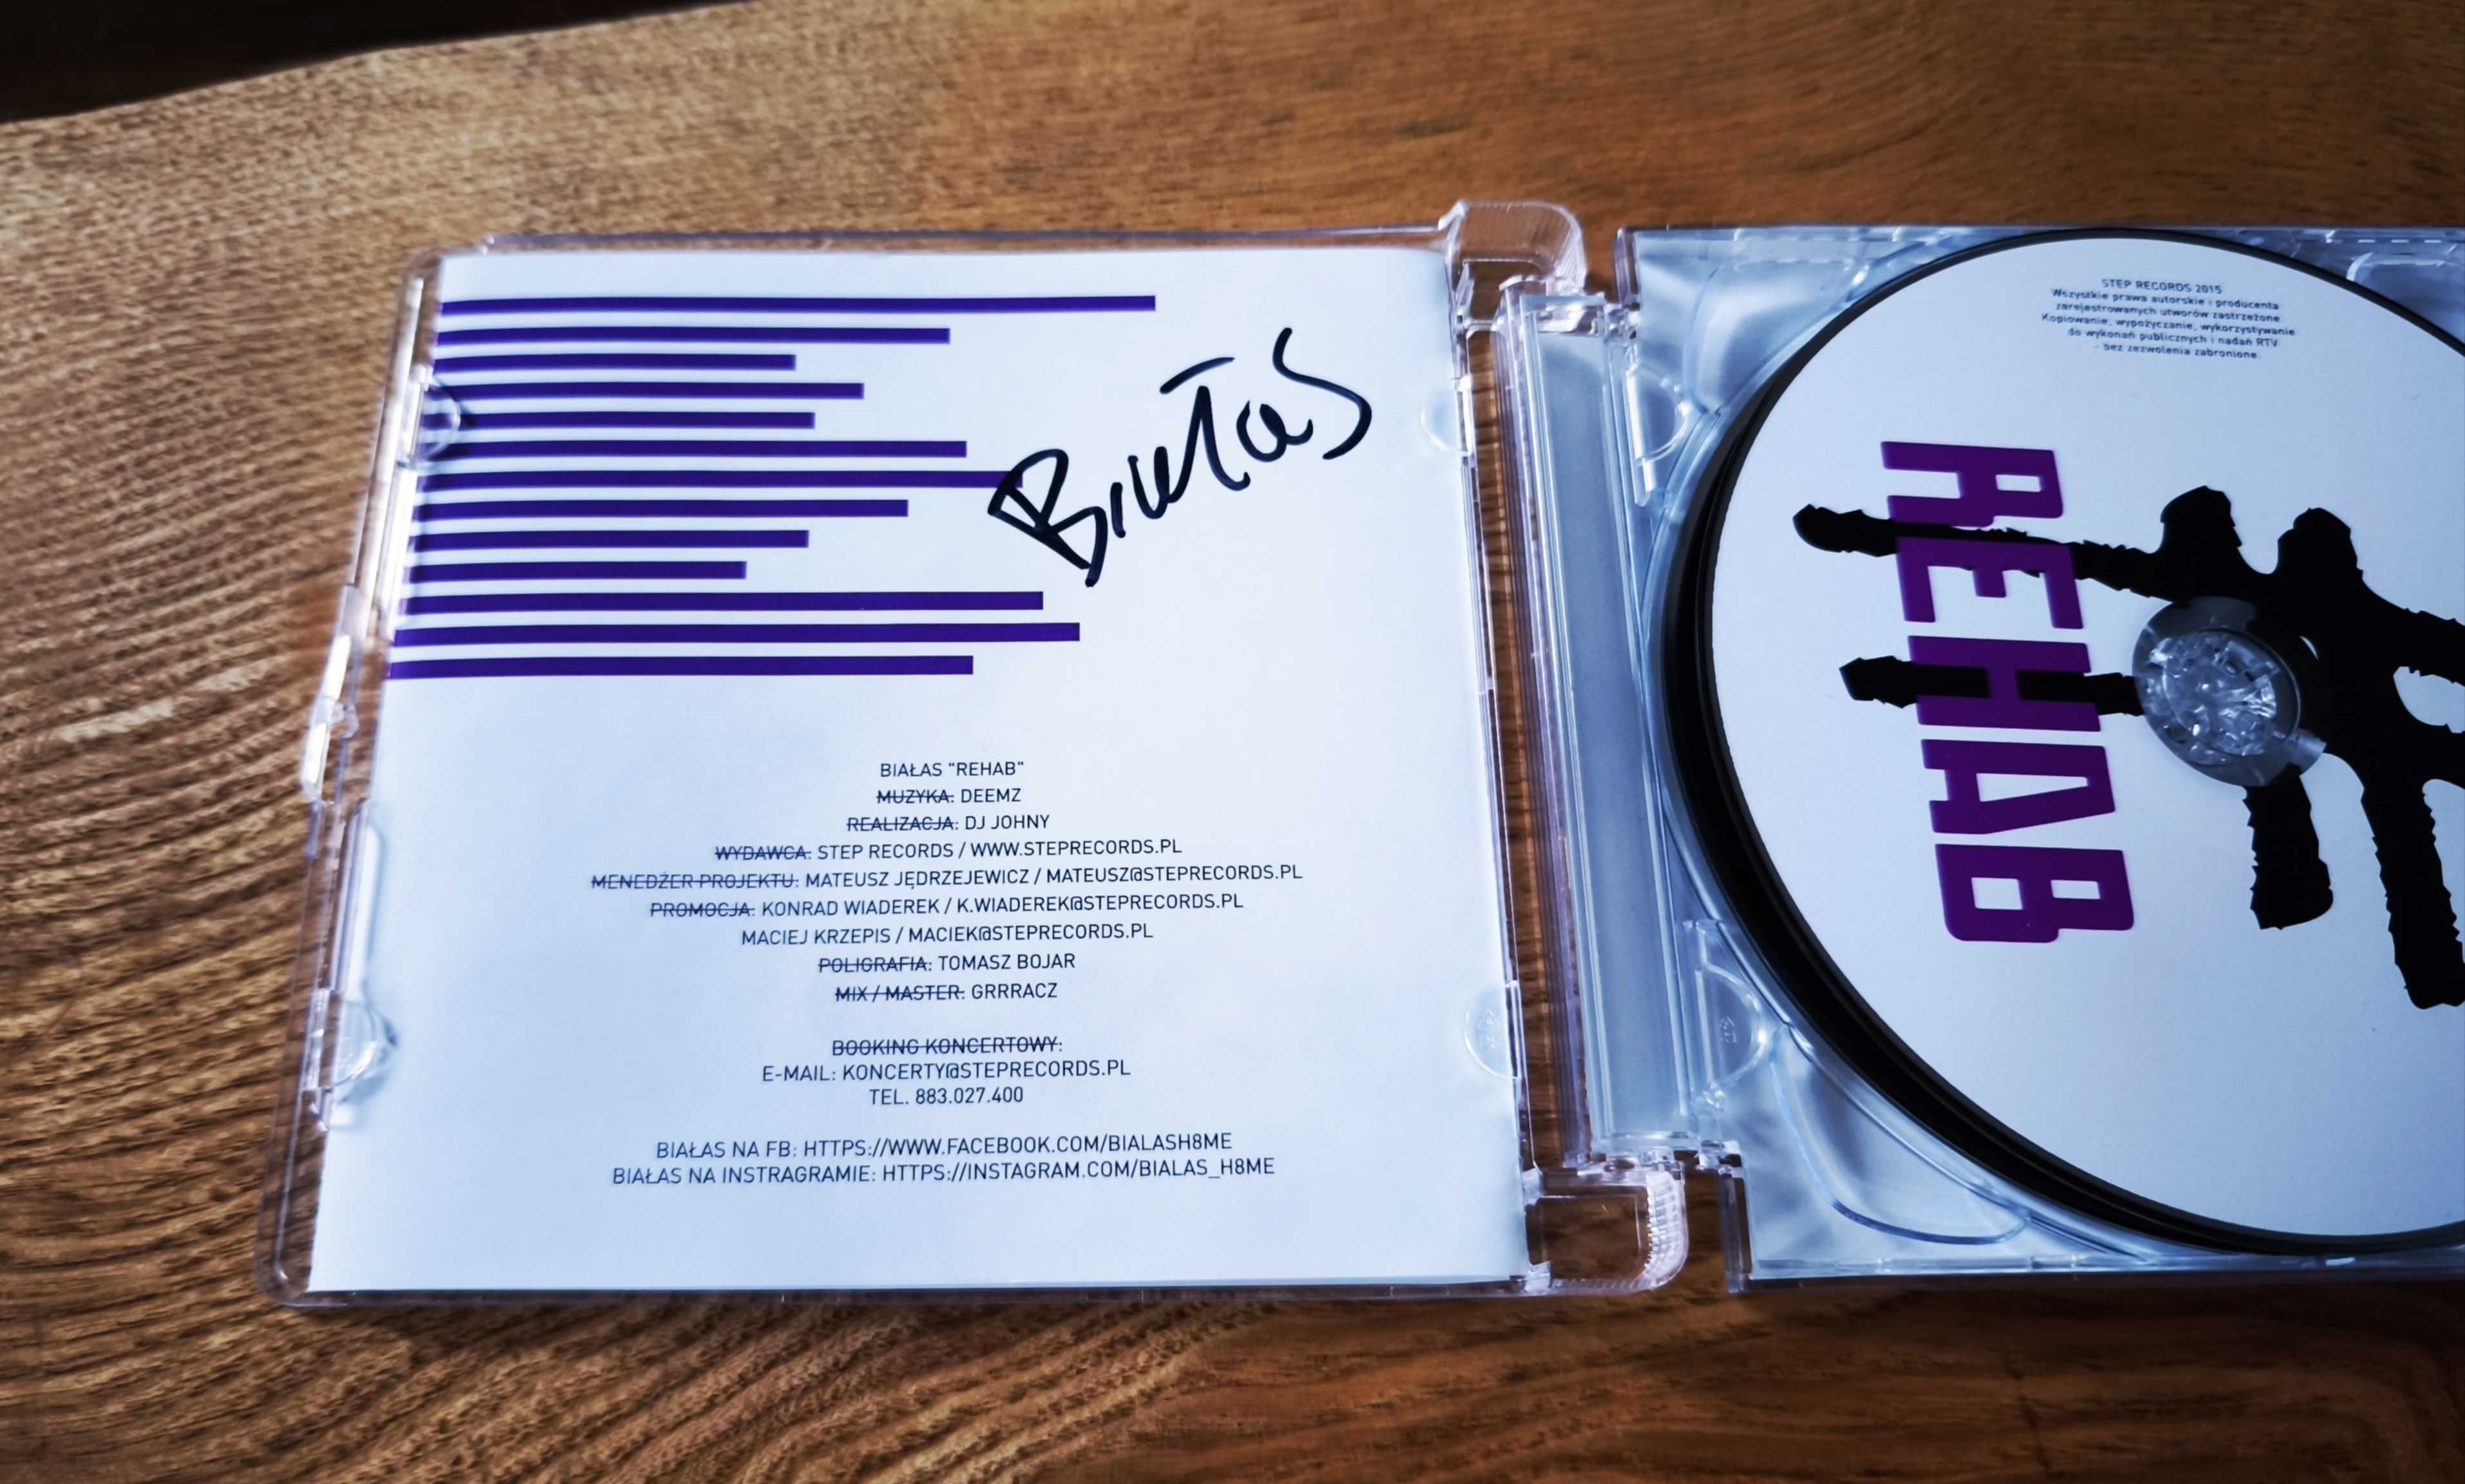 Białas
BIAŁAS "REHAB"
MUZYKA: DEEMZ
REALIZACJA: DJ JOHNY
WYDAWCA: STEP RECORDS / WWW.STEPRECORDS.PL
MENEDŻER PROJEKTU: MATEUSZ JĘDRZEJEWICZ / MATEUSZ@STEPRECORDS.PL
PROMOCJA: KONRAD WIADEREK / K.WIADEREK@STEPRECORDS.PL
MACIEJ KRZEPIS / MACIEK@STEPRECORDS.PL
POLIGRAFIA: TOMASZ BOJAR
MIX / MASTER: GRRRACZ
BOOKING KONCERTOWY:
E-MAIL: KONCERTY@STEPRECORDS.PL
TEL. 883.027.400
BIAŁAS NA FB: HTTPS://WWW.FACEBOOK.COM/BIALASH8ME
BIAŁAS NA INSTRAGRAMIE: HTTPS://INSTAGRAM.COM/BIALAS_H8ME
STEP RECORDS 2015
Wszystkie prawa autorskie i producenta
zarejestrowanych utworów zastrzeżone.
Kopiowanie, wypożyczanie, wykorzystywanie
do wykonań publicznych i nadań RTV
- bez zezwolenia zabronione.
REHAB